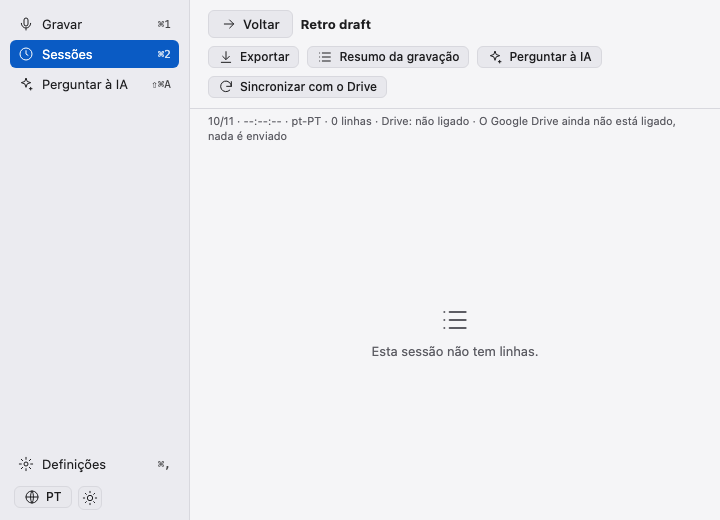 Gravar ⌘1
Sessões ⌘2
Perguntar à IA ⇧⌘A
Definições ⌘,
PT
Voltar
Retro draft
Exportar
Resumo da gravação
Perguntar à IA
Sincronizar com o Drive
10/11 · --:--:-- · pt-PT · 0 linhas · Drive: não ligado · O Google Drive ainda não está ligado,
nada é enviado
Esta sessão não tem linhas.